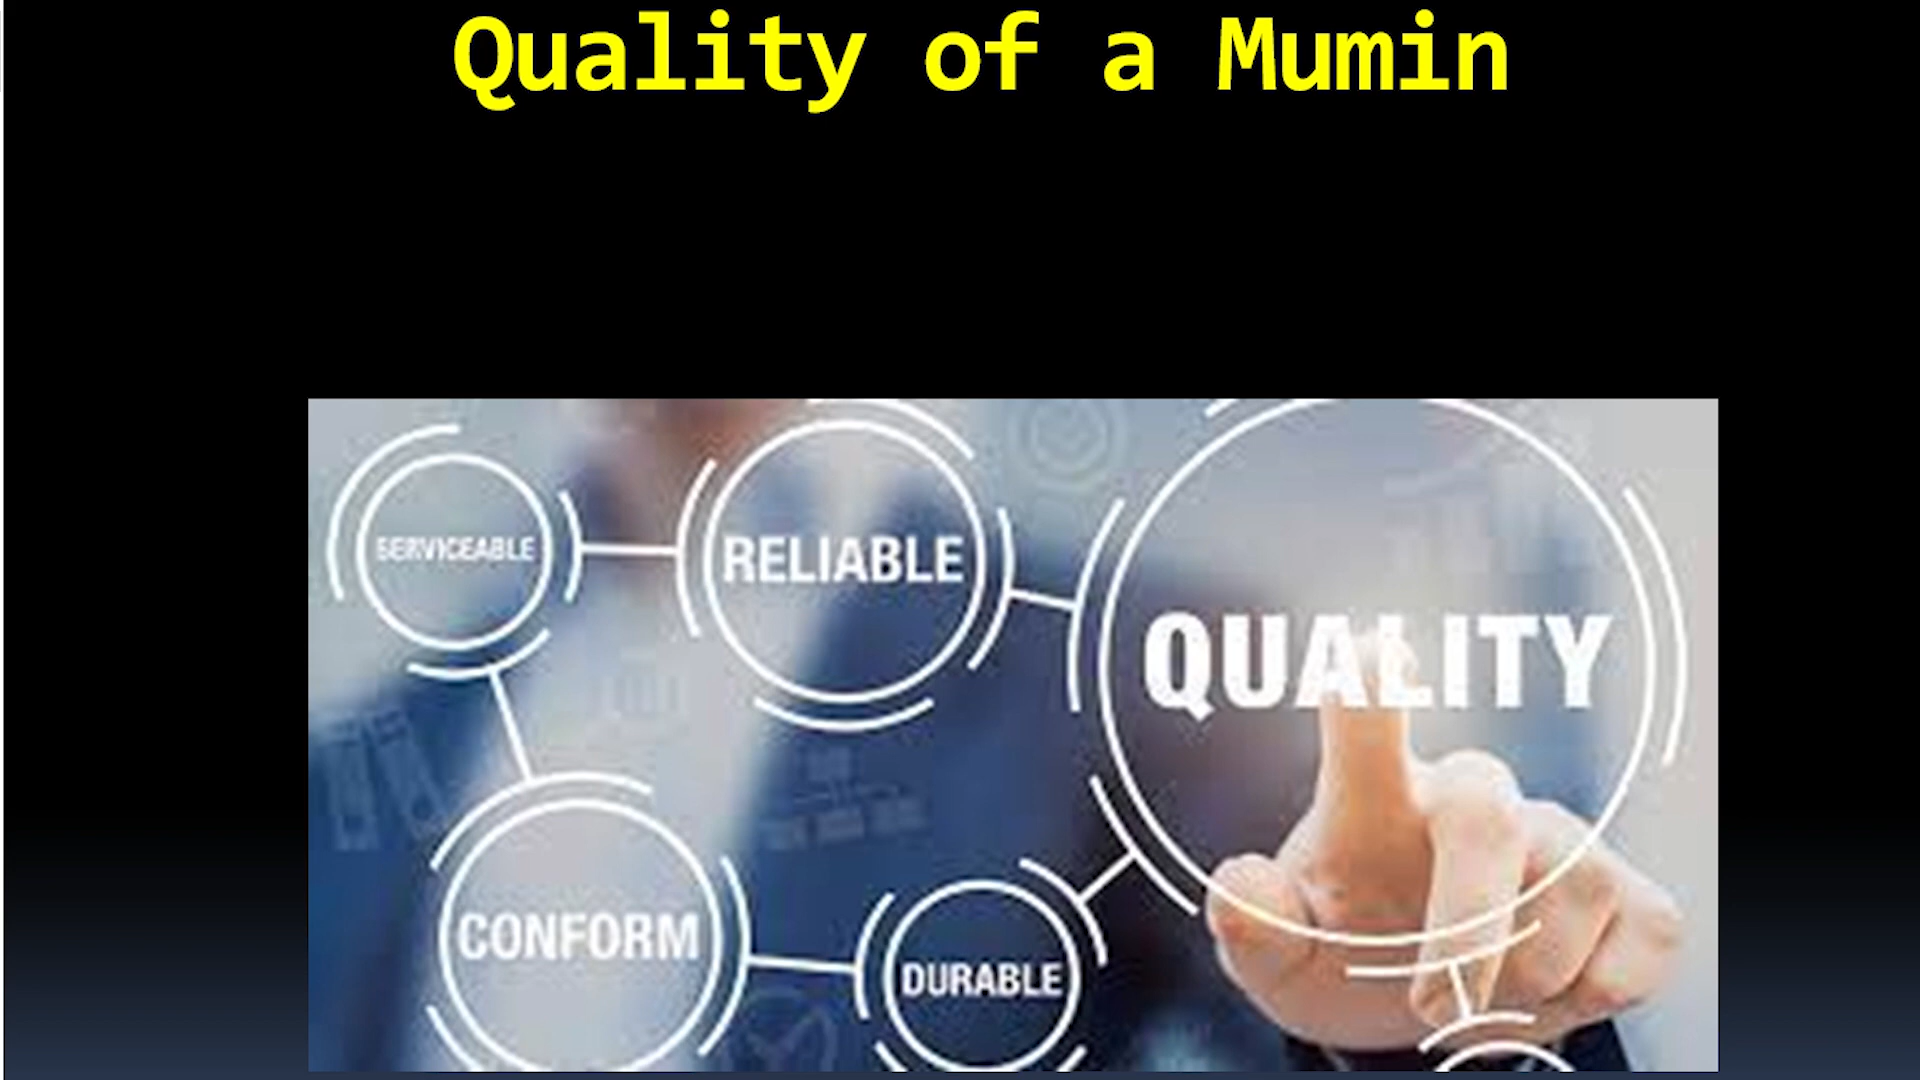 Quality of a Mumin
SERVICEABLE
RELIABLE
QUALITY
CONFORM
DURABLE